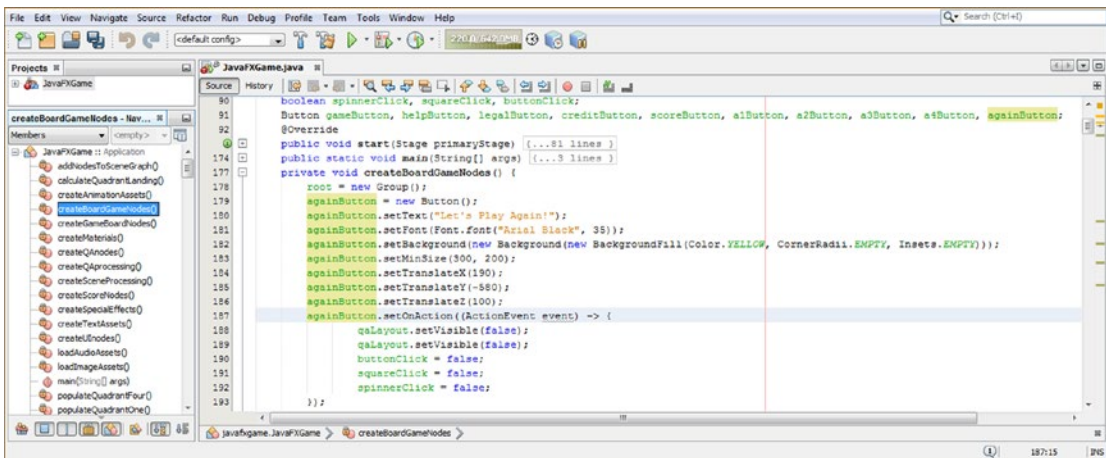 File Edit View Navigate Source Refactor Run Debug Profile Team Tools Window Help
Search (Ctrl+I)
<default config>
Projects
JavaFXGame
createBoardGameNodes - Nav...
Members
<empty>
JavaFXGame :: Application
addNodesToSceneGraph()
calculateQuadrantLanding()
createAnimationAssets()
createBoardGameNodes()
createGameBoardNodes()
createMaterials()
createQAnodes()
createQAprocessing()
createSceneProcessing()
createScoreNodes()
createSpecialEffects()
createTextAssets()
createUInodes()
loadAudioAssets()
loadImageAssets()
main(String[] args)
populateQuadrantFour()
populateQuadrantOne()
JavaFXGame.java
Source History
90 boolean spinnerClick, squareClick, buttonClick;
91 Button gameButton, helpButton, legalButton, creditButton, scoreButton, a1Button, a2Button, a3Button, a4Button, againButton;
92 @Override
public void start(Stage primaryStage) {...81 lines }
174 public static void main(String[] args) {...3 lines }
177 private void createBoardGameNodes() {
178 root = new Group();
179 againButton = new Button();
180 againButton.setText("Let's Play Again!");
181 againButton.setFont(Font.font("Arial Black", 35));
182 againButton.setBackground(new Background(new BackgroundFill(Color.YELLOW, CornerRadii.EMPTY, Insets.EMPTY)));
183 againButton.setMinSize(300, 200);
184 againButton.setTranslateX(190);
185 againButton.setTranslateY(-580);
186 againButton.setTranslateZ(100);
187 againButton.setOnAction((ActionEvent event) -> {
188 qaLayout.setVisible(false);
189 qaLayout.setVisible(false);
190 buttonClick = false;
191 squareClick = false;
192 spinnerClick = false;
193 });
javafxgame.JavaFXGame
createBoardGameNodes
187:15
INS